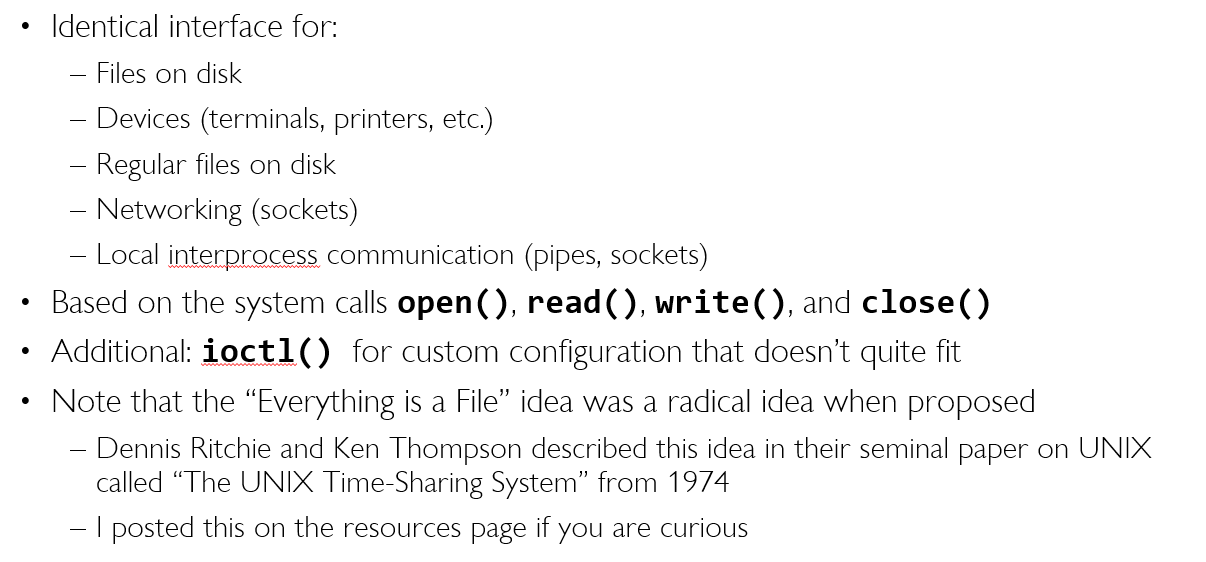 • Identical interface for:
– Files on disk
– Devices (terminals, printers, etc.)
– Regular files on disk
– Networking (sockets)
– Local interprocess communication (pipes, sockets)
• Based on the system calls open(), read(), write(), and close()
• Additional: ioctl() for custom configuration that doesn’t quite fit
• Note that the “Everything is a File” idea was a radical idea when proposed
– Dennis Ritchie and Ken Thompson described this idea in their seminal paper on UNIX
called “The UNIX Time-Sharing System” from 1974
– I posted this on the resources page if you are curious